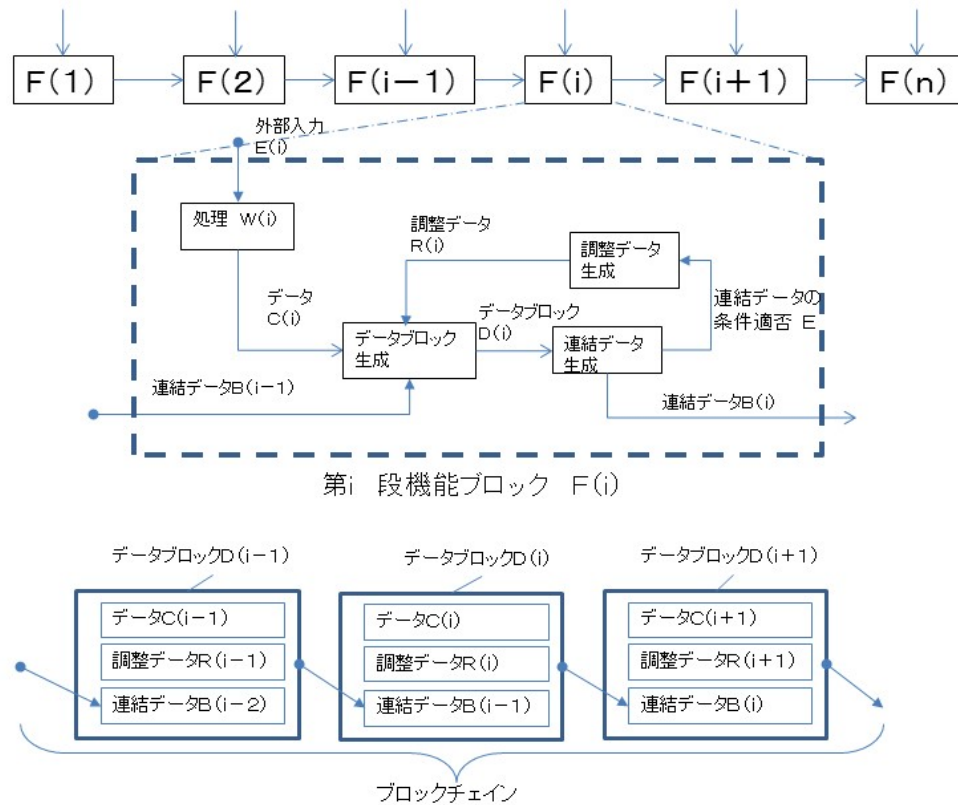 F(1)
F(2)
F(i－1)
F(i)
F(i＋1)
F(n)
外部入力
E(i)
処理 W(i)
調整データ
R(i)
調整データ
生成
データ
C(i)
データブロック
D(i)
連結データの
条件適否 E
データブロック
生成
連結データ
生成
連結データB(i－1)
連結データB(i)
第i 段機能ブロック F(i)
データブロックD(i－1)
データブロックD(i)
データブロックD(i＋1)
データC(i－1)
調整データR(i－1)
連結データB(i－2)
データC(i)
調整データR(i)
連結データB(i－1)
データC(i＋1)
調整データR(i＋1)
連結データB(i)
ブロックチェイン